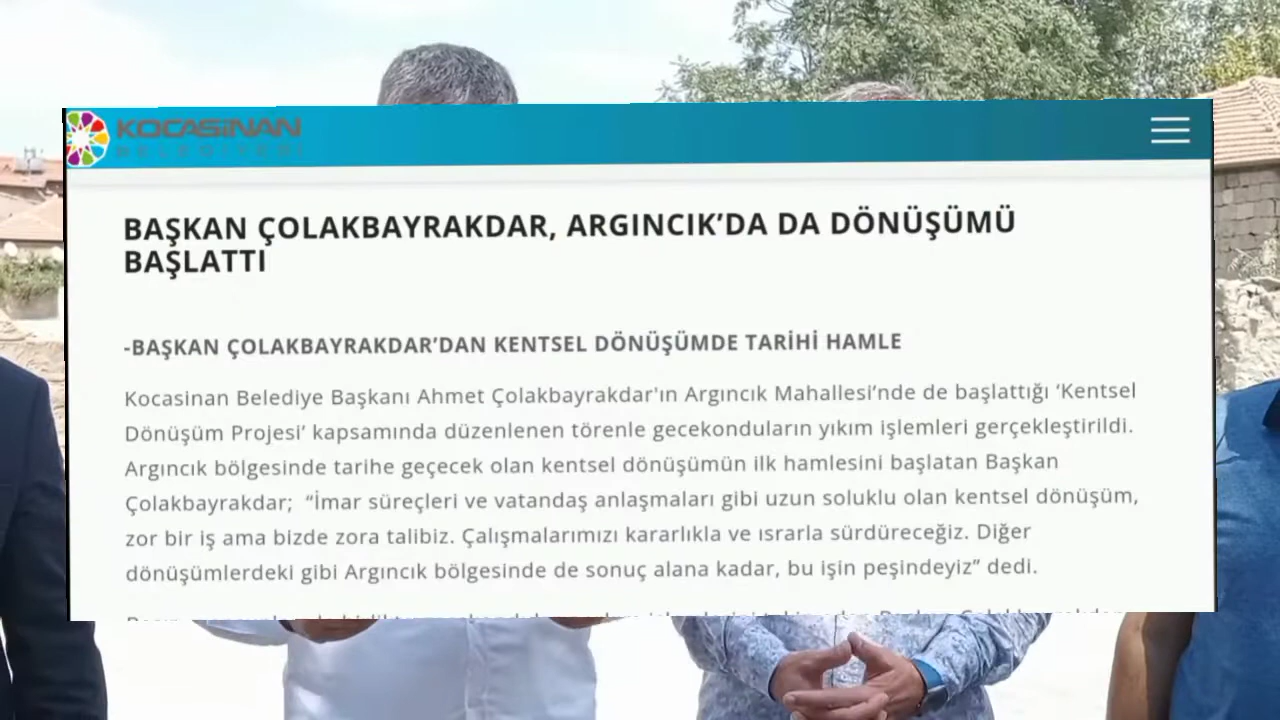 KOCASİNAN
BELEDİYESİ
BAŞKAN ÇOLAKBAYRAKDAR, ARGINCIK’DA DA DÖNÜŞÜMÜ
BAŞLATTI
-BAŞKAN ÇOLAKBAYRAKDAR’DAN KENTSEL DÖNÜŞÜMDE TARİHİ HAMLE
Kocasinan Belediye Başkanı Ahmet Çolakbayrakdar'ın Argıncık Mahallesi’nde de başlattığı ‘Kentsel
Dönüşüm Projesi’ kapsamında düzenlenen törenle gecekonduların yıkım işlemleri gerçekleştirildi.
Argıncık bölgesinde tarihe geçecek olan kentsel dönüşümün ilk hamlesini başlatan Başkan
Çolakbayrakdar; “İmar süreçleri ve vatandaş anlaşmaları gibi uzun soluklu olan kentsel dönüşüm,
zor bir iş ama bizde zora talibiz. Çalışmalarımızı kararlıkla ve ısrarla sürdüreceğiz. Diğer
dönüşümlerdeki gibi Argıncık bölgesinde de sonuç alana kadar, bu işin peşindeyiz” dedi.